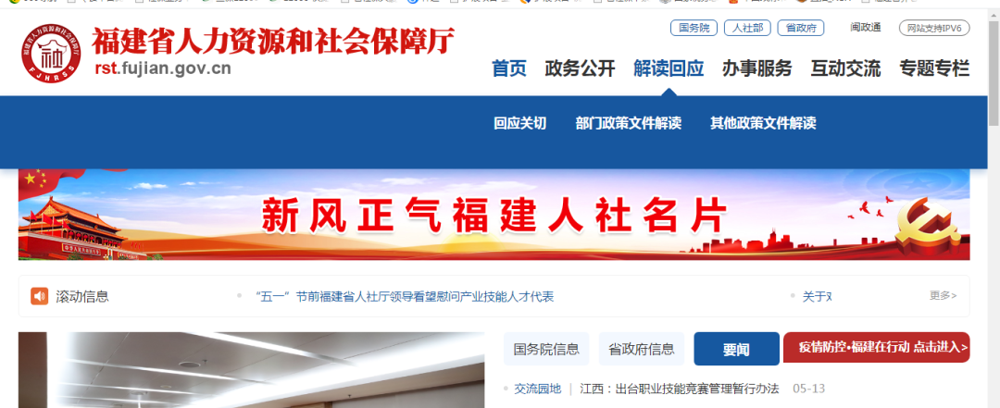 国务院 人社部 省政府 闽政通 网站支持IPV6
福建省人力资源和社会保障厅
rst.fujian.gov.cn
FJHRSS
首页 政务公开 解读回应 办事服务 互动交流 专题专栏
回应关切 部门政策文件解读 其他政策文件解读
新风正气福建人社名片
滚动信息 “五一”节前福建省人社厅领导看望慰问产业技能人才代表 关于 更多>
国务院信息 省政府信息 要闻 疫情防控•福建在行动 点击进入>
交流园地 | 江西：出台职业技能竞赛管理暂行办法 05-13